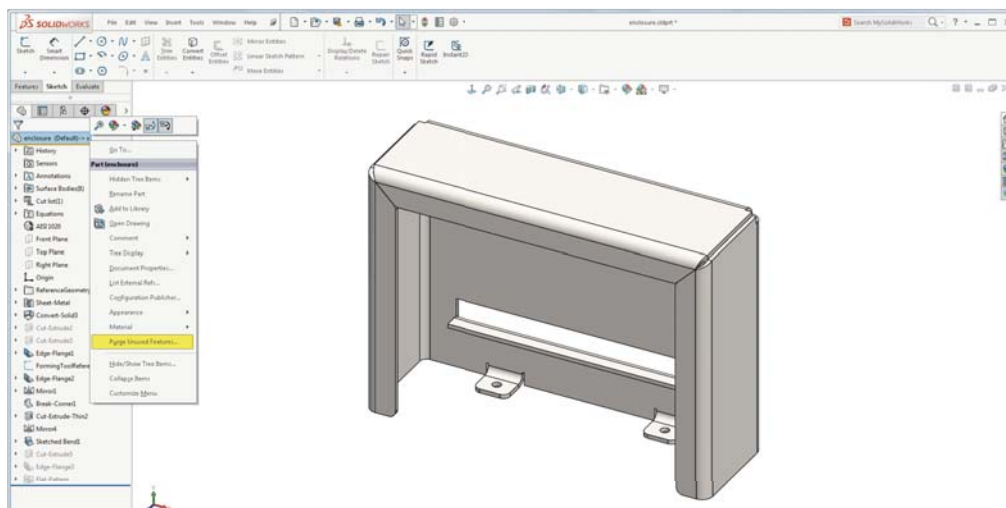 SOLIDWORKS File Edit View Insert Tools Window Help enclosure.sldprt * Search MySolidWorks
Sketch Smart Dimension Trim Entities Convert Entities Offset Entities Mirror Entities Linear Sketch Pattern Move Entities Display/Delete Relations Repair Sketch Quick Snaps Rapid Sketch Instant2D
Features Sketch Evaluate
enclosure (Default)
History
Sensors
Annotations
Surface Bodies(8)
Cut list(1)
Equations
AISI 1020
Front Plane
Top Plane
Right Plane
Origin
ReferenceGeometry
Sheet-Metal
Convert-Solid3
Cut-Extrude2
Cut-Extrude3
Edge-Flange1
FormingToolRefere
Edge-Flange2
Mirror1
Break-Corner1
Cut-Extrude-Thin2
Mirror4
Sketched Bend1
Edge-Flange3
Flat-Pattern
Go To...
Part (enclosure)
Hidden Tree Items
Rename Part
Add to Library
Open Drawing
Comment
Tree Display
Document Properties...
List External Refs...
Configuration Publisher...
Appearance
Material
Purge Unused Features...
Hide/Show Tree Items...
Collapse Items
Customize Menu